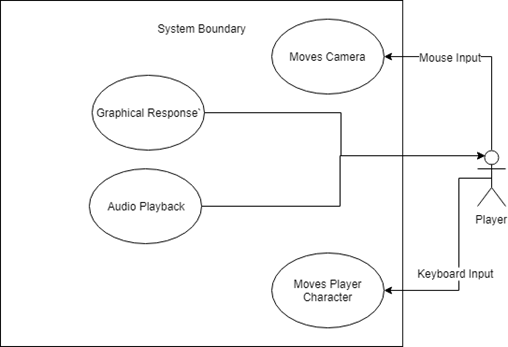 System Boundary
Moves Camera
Mouse Input
Graphical Response`
Audio Playback
Player
Keyboard Input
Moves Player
Character